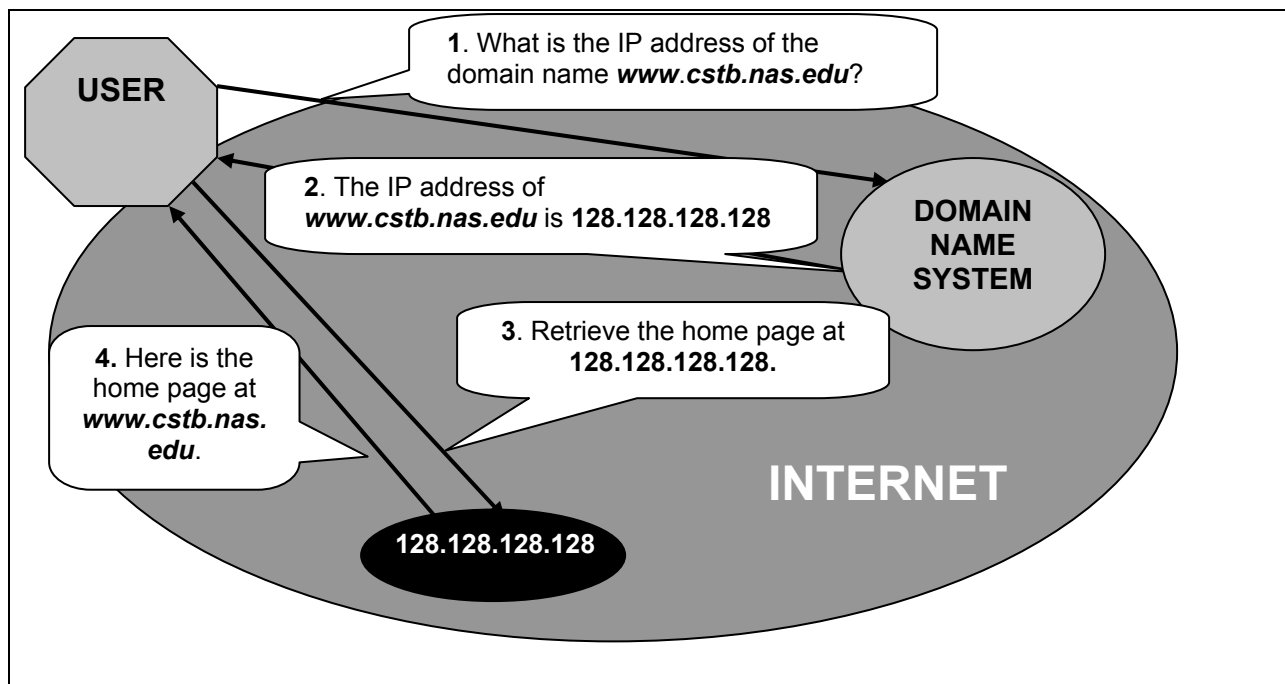 USER
1. What is the IP address of the
domain name www.cstb.nas.edu?
2. The IP address of
www.cstb.nas.edu is 128.128.128.128
DOMAIN
NAME
SYSTEM
3. Retrieve the home page at
128.128.128.128.
4. Here is the
home page at
www.cstb.nas.
edu.
INTERNET
128.128.128.128